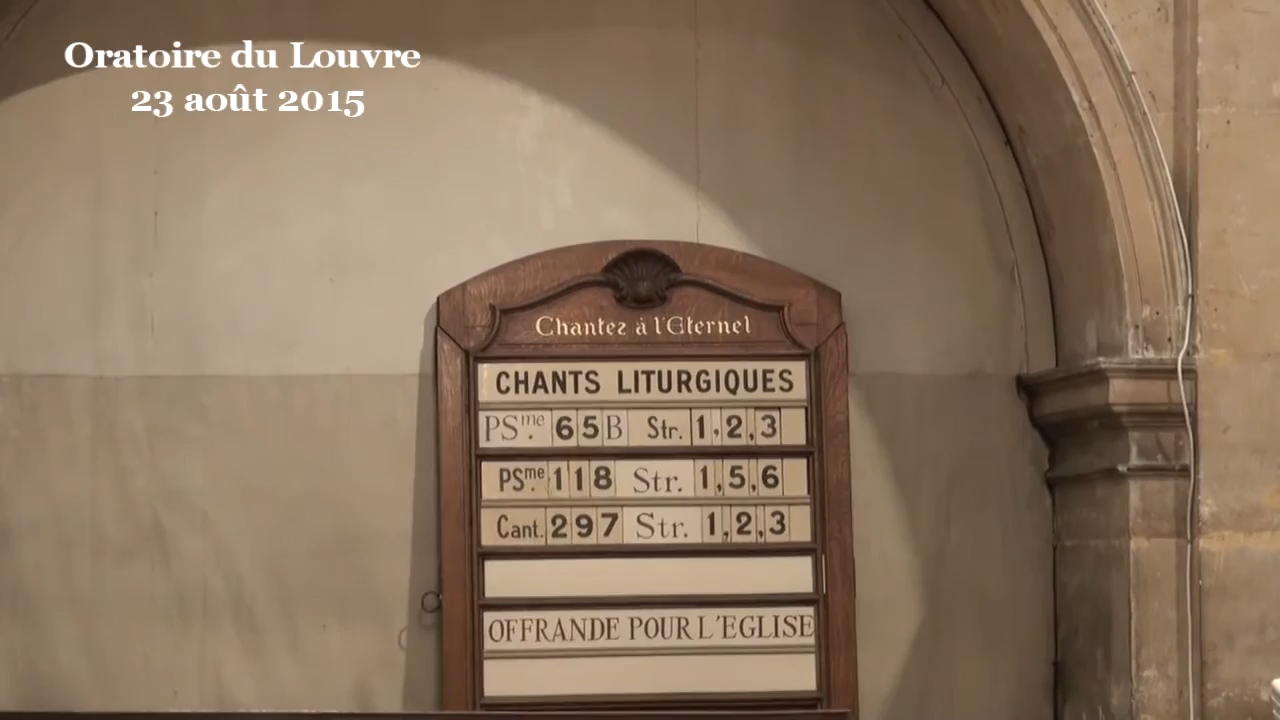 Oratoire du Louvre
23 août 2015
Chantez à l'Eternel
CHANTS LITURGIQUES
PSme. 65B Str. 1,2,3
PSme. 118 Str. 1,5,6
Cant. 297 Str. 1,2,3
OFFRANDE POUR L'EGLISE